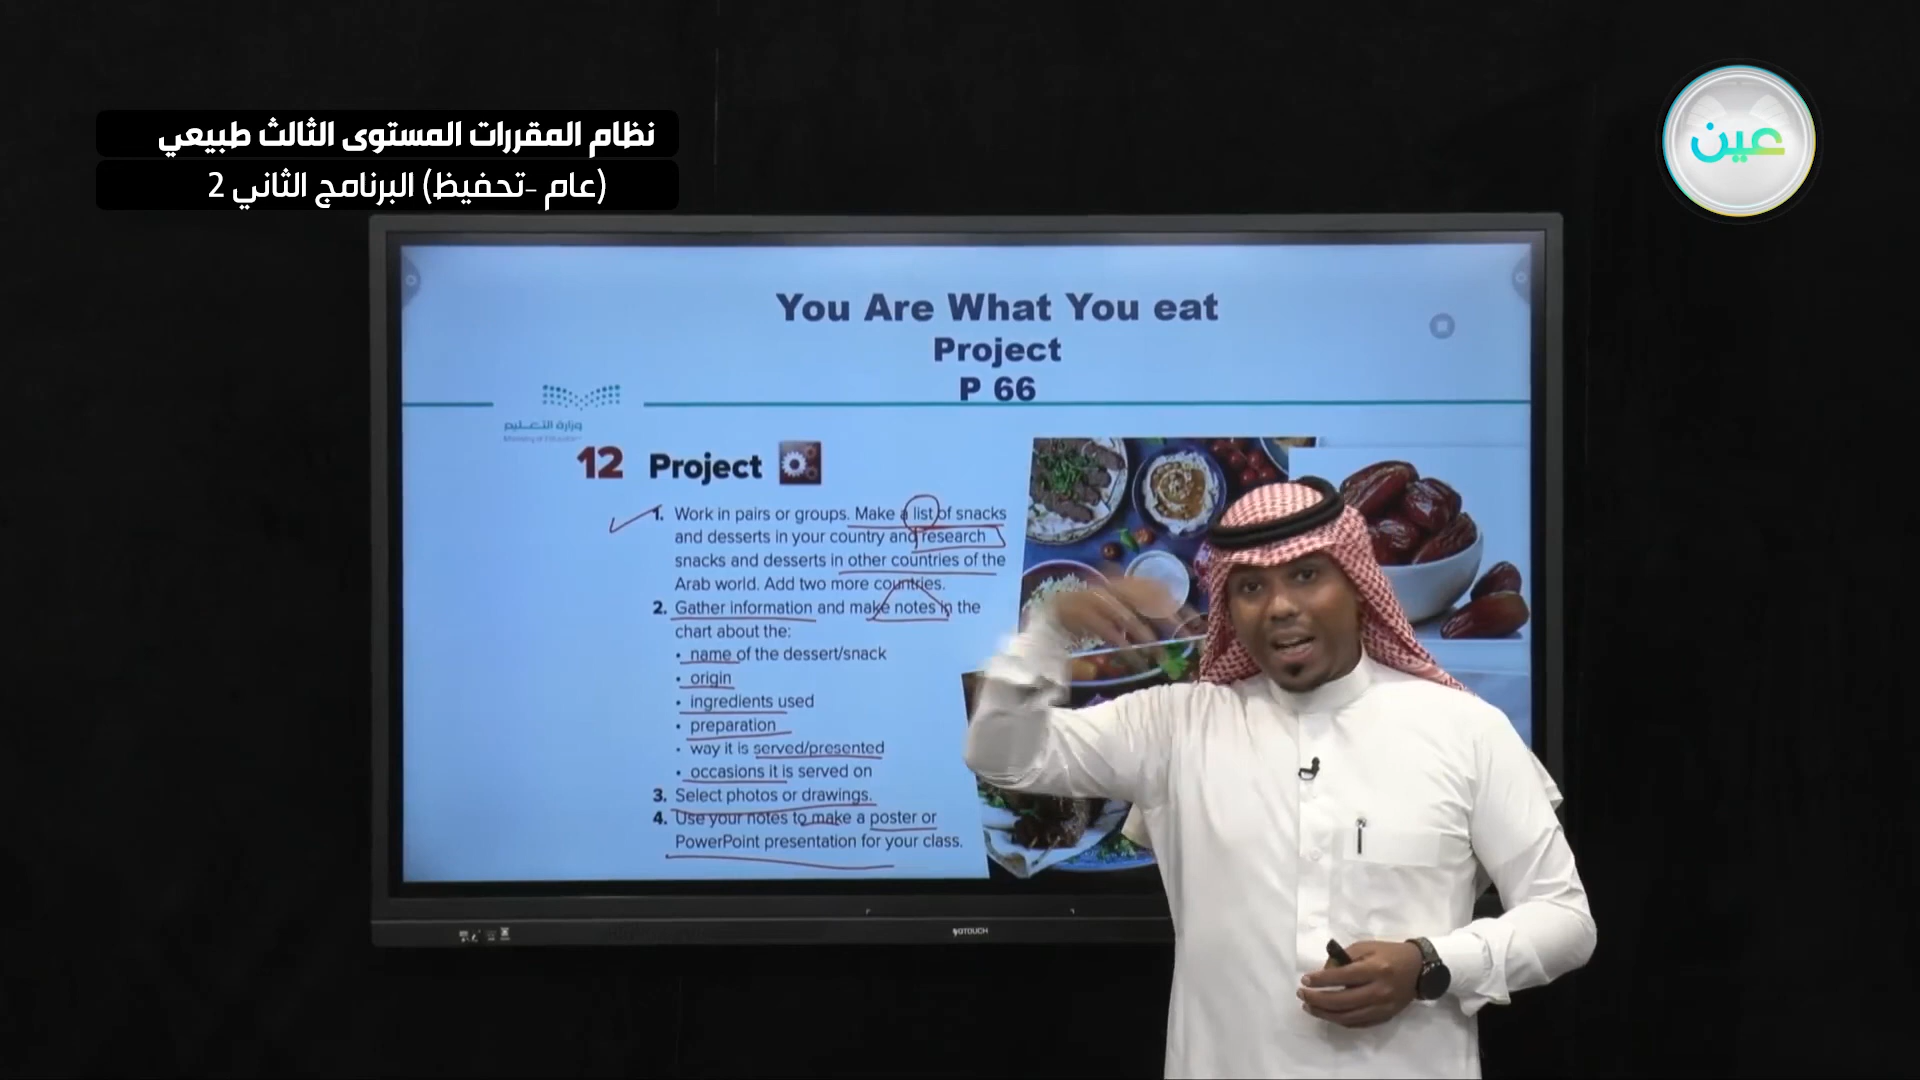 نظام المقررات المستوى الثالث طبيعي
(عام -تحفيظ) البرنامج الثاني 2
عين
You Are What You eat
Project
P 66
وزارة التعليم
Ministry of Education
12 Project
1. Work in pairs or groups. Make a list of snacks
and desserts in your country and research
snacks and desserts in other countries of the
Arab world. Add two more countries.
2. Gather information and make notes in the
chart about the:
• name of the dessert/snack
• origin
• ingredients used
• preparation
• way it is served/presented
• occasions it is served on
3. Select photos or drawings.
4. Use your notes to make a poster or
PowerPoint presentation for your class.